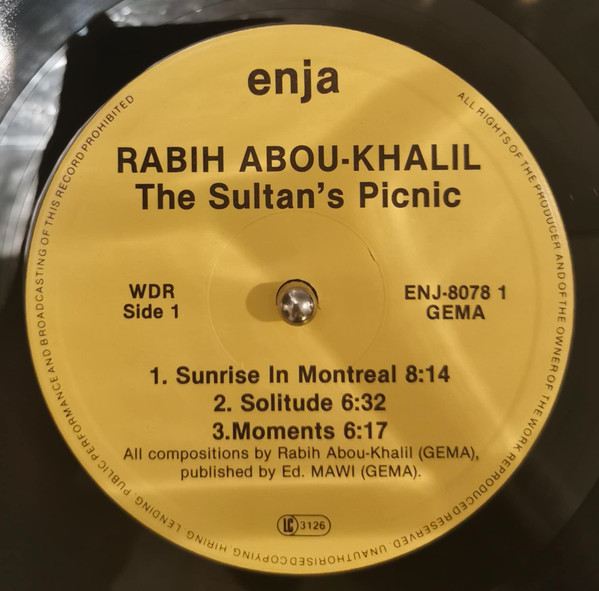 enja
RABIH ABOU-KHALIL
The Sultan's Picnic
WDR
Side 1
ENJ-8078 1
GEMA
1. Sunrise In Montreal 8:14
2. Solitude 6:32
3.Moments 6:17
All compositions by Rabih Abou-Khalil (GEMA),
published by Ed. MAWI (GEMA).
LC 3126
ALL RIGHTS OF THE PRODUCER AND OF THE OWNER OF THE WORK REPRODUCED RESERVED. UNAUTHORISED COPYING, HIRING, LENDING, PUBLIC PERFORMANCE AND BROADCASTING OF THIS RECORD PROHIBITED